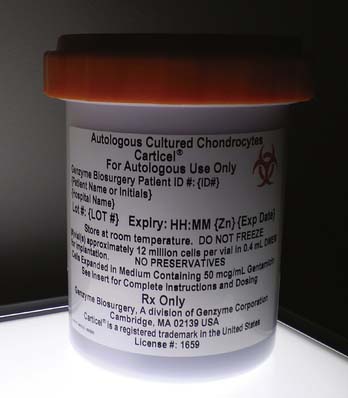 Autologous Cultured Chondrocytes
Carticel®
For Autologous Use Only
Genzyme Biosurgery Patient ID #: {ID#}
{Patient Name or Initials}
{Hospital Name}
Lot #: {LOT #} Expiry: HH:MM {Zn} {Exp Date}
Store at room temperature. DO NOT FREEZE
approximately 12 million cells per vial in 0.4 mL DMEM
for implantation. NO PRESERVATIVES
Cells Expanded in Medium Containing 50 mcg/mL Gentamicin
See Insert for Complete Instructions and Dosing
Rx Only
Genzyme Biosurgery, A division of Genzyme Corporation
Cambridge, MA 02139 USA
Carticel® is a registered trademark in the United States
License #: 1659